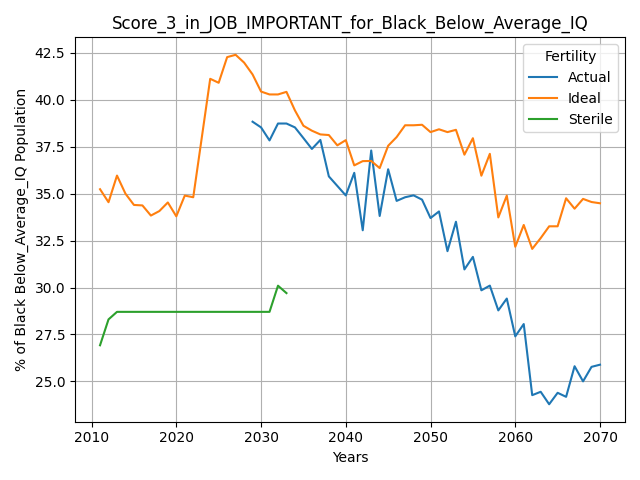 Score_3_in_JOB_IMPORTANT_for_Black_Below_Average_IQ
Fertility
Actual
Ideal
Sterile
% of Black Below_Average_IQ Population
42.5
40.0
37.5
35.0
32.5
30.0
27.5
25.0
2010 2020 2030 2040 2050 2060 2070
Years